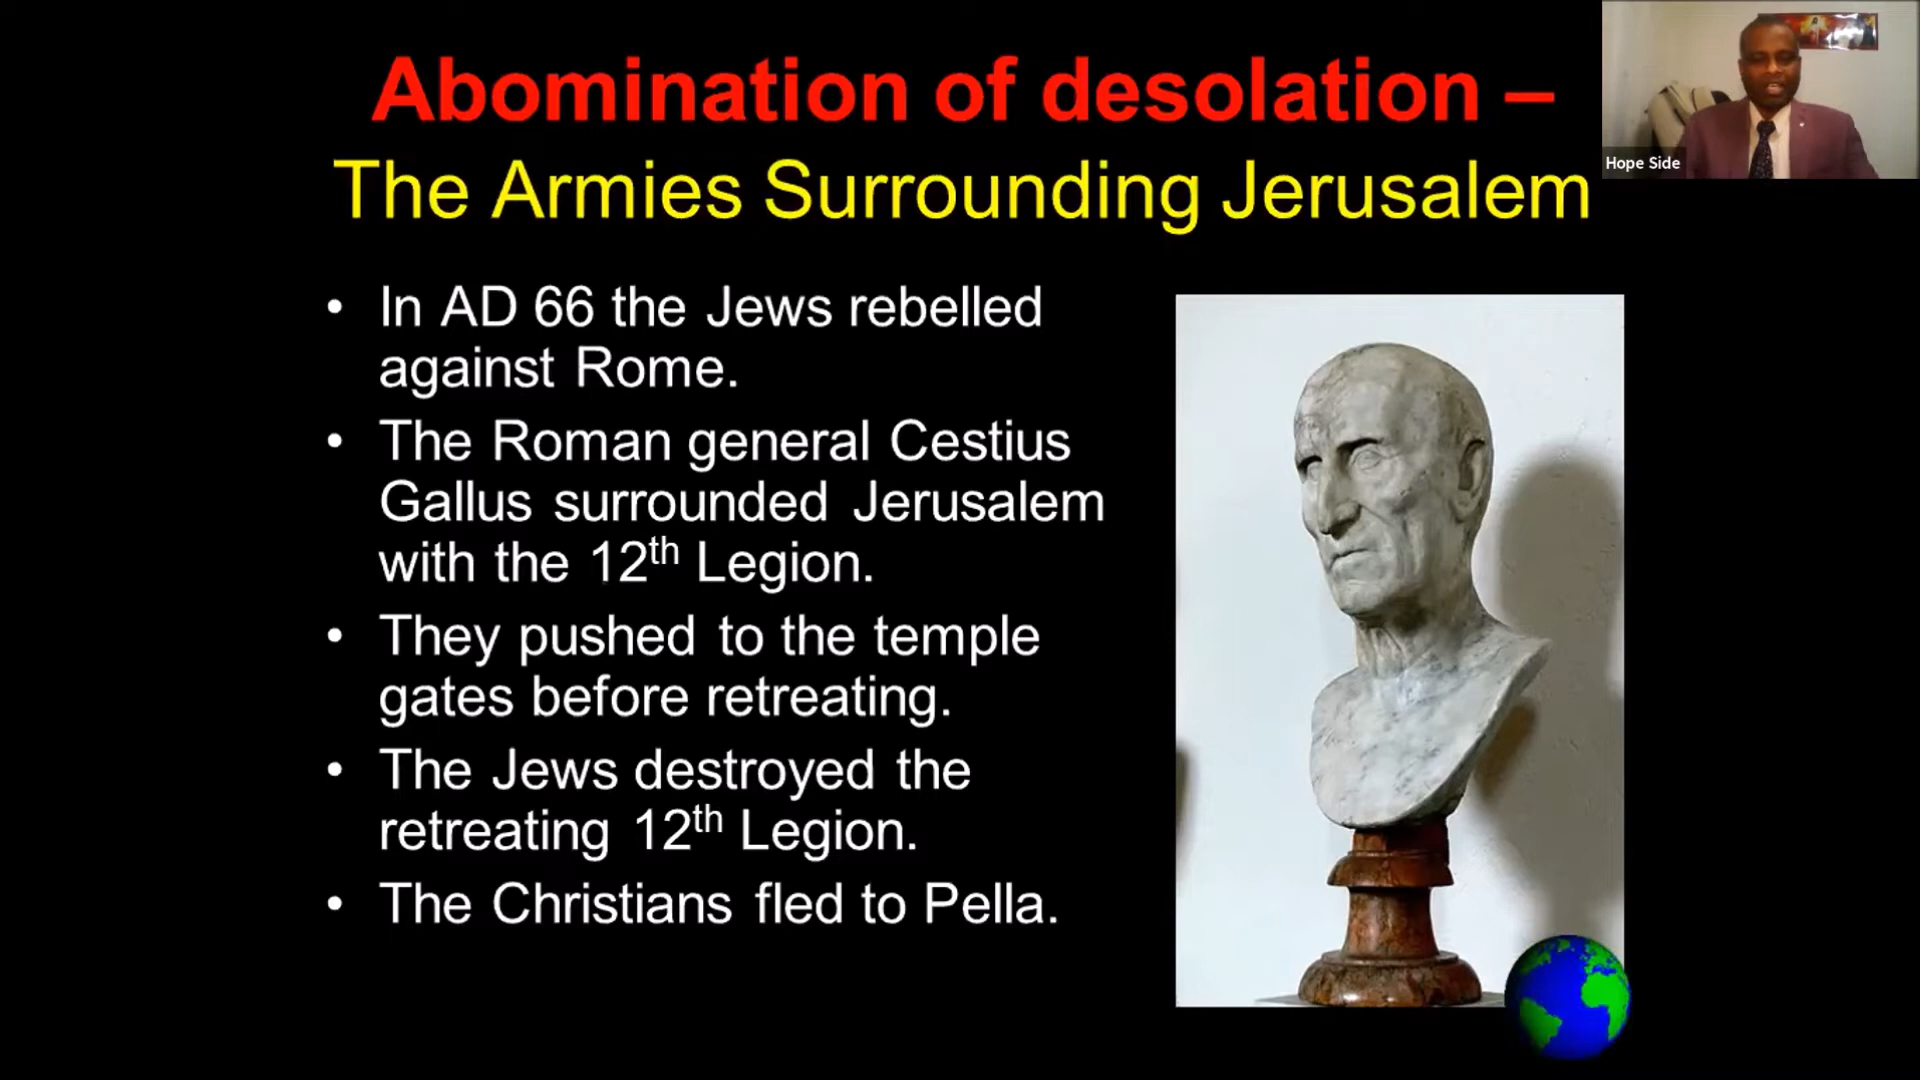 Abomination of desolation –
The Armies Surrounding Jerusalem
Hope Side
• In AD 66 the Jews rebelled
against Rome.
• The Roman general Cestius
Gallus surrounded Jerusalem
with the 12th Legion.
• They pushed to the temple
gates before retreating.
• The Jews destroyed the
retreating 12th Legion.
• The Christians fled to Pella.